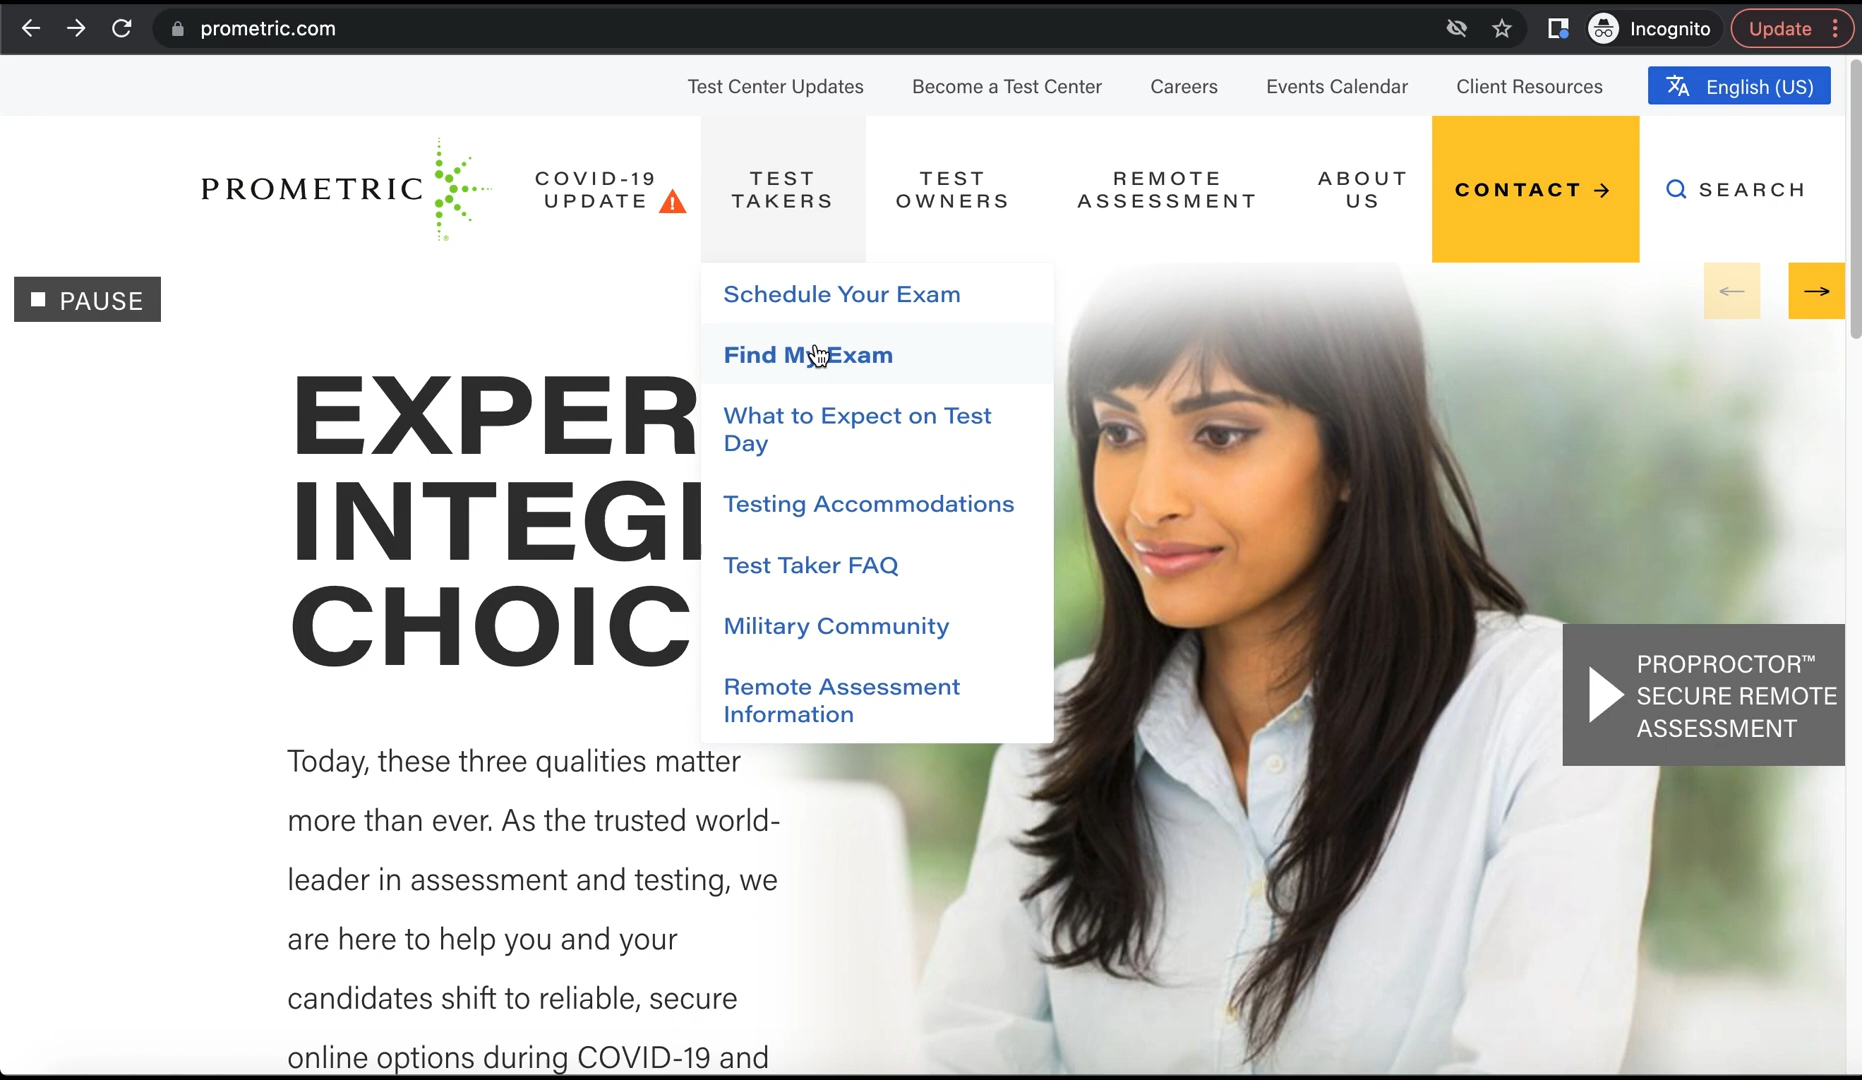 prometric.com
Incognito
Update
Test Center Updates
Become a Test Center
Careers
Events Calendar
Client Resources
English (US)
PROMETRIC
COVID-19
UPDATE
TEST
TAKERS
TEST
OWNERS
REMOTE
ASSESSMENT
ABOUT
US
CONTACT →
SEARCH
PAUSE
Schedule Your Exam
Find My Exam
What to Expect on Test
Day
Testing Accommodations
Test Taker FAQ
Military Community
Remote Assessment
Information
EXPER
INTEGR
CHOIC
PROPROCTOR™
SECURE REMOTE
ASSESSMENT
Today, these three qualities matter
more than ever. As the trusted world-
leader in assessment and testing, we
are here to help you and your
candidates shift to reliable, secure
online options during COVID-19 and